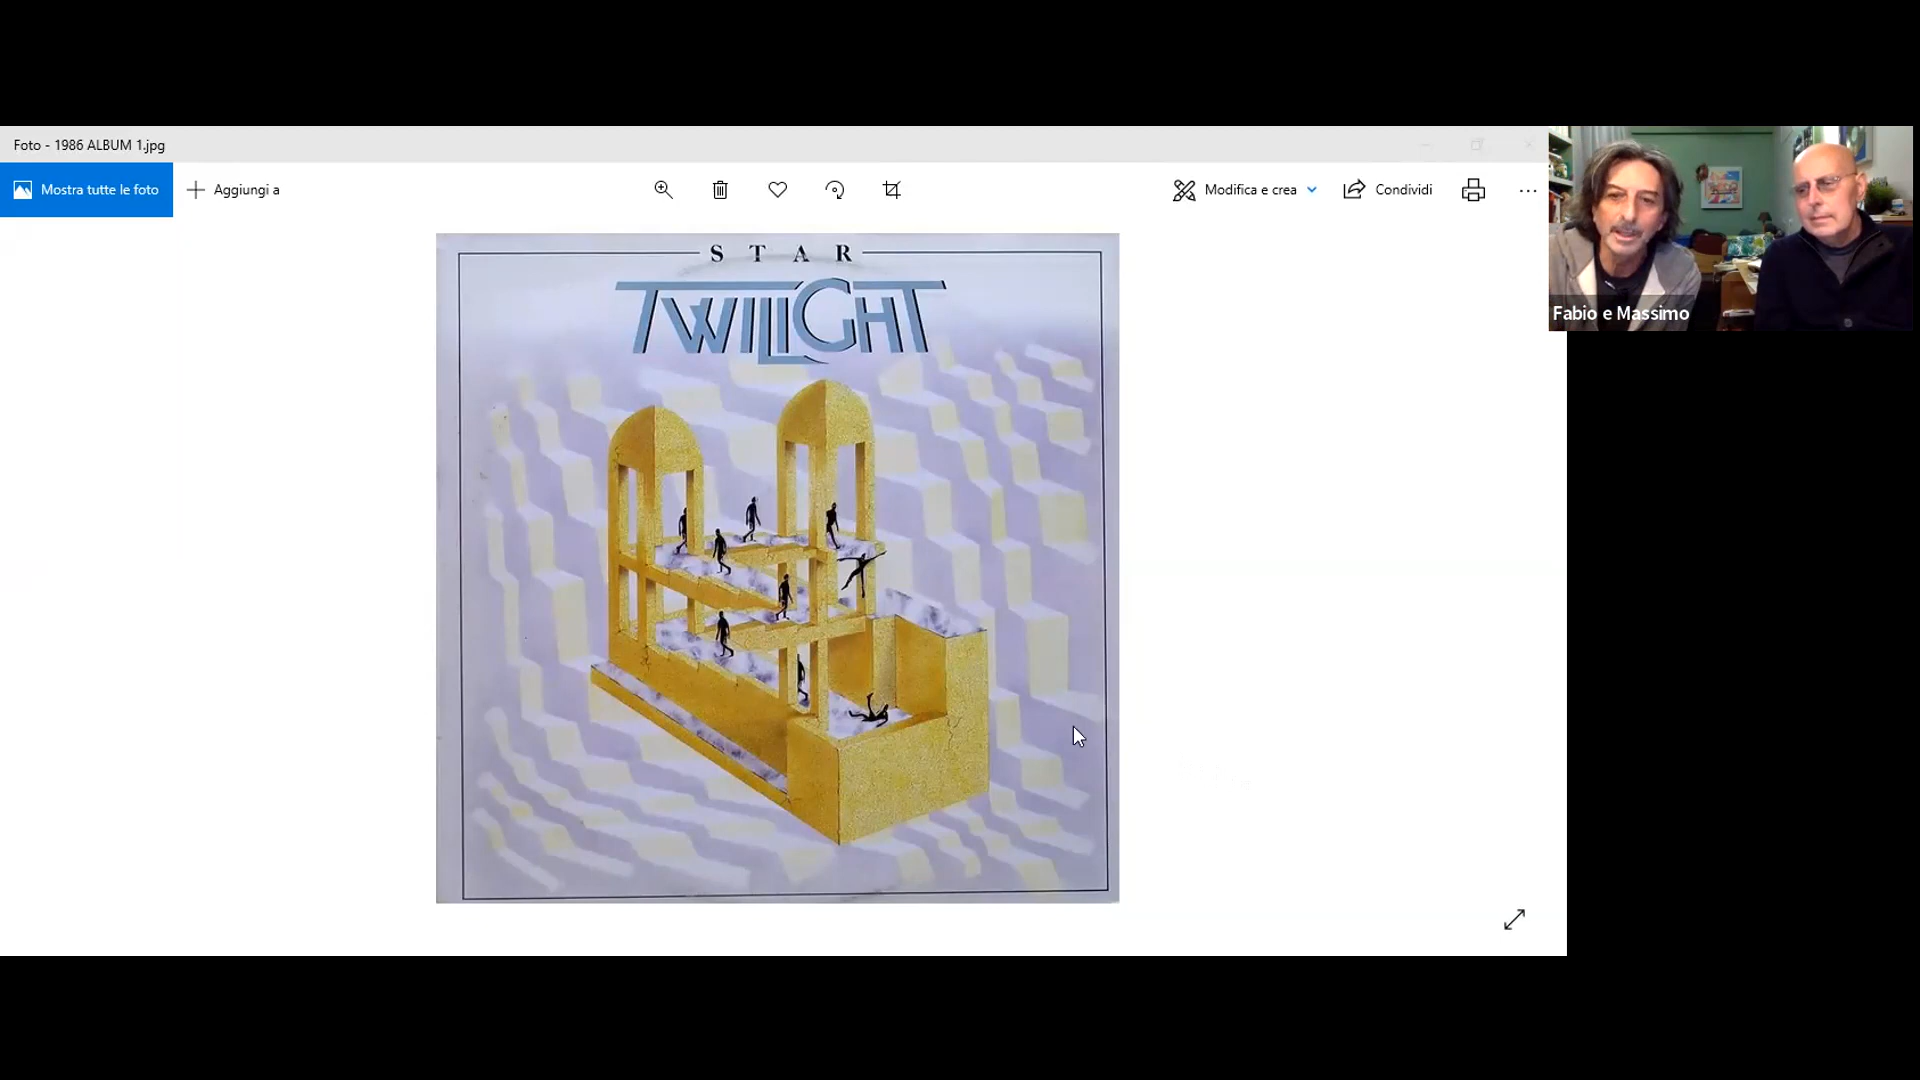 Foto - 1986 ALBUM 1.jpg
Mostra tutte le foto
Aggiungi a
Modifica e crea
Condividi
STAR
TWILIGHT
Fabio e Massimo